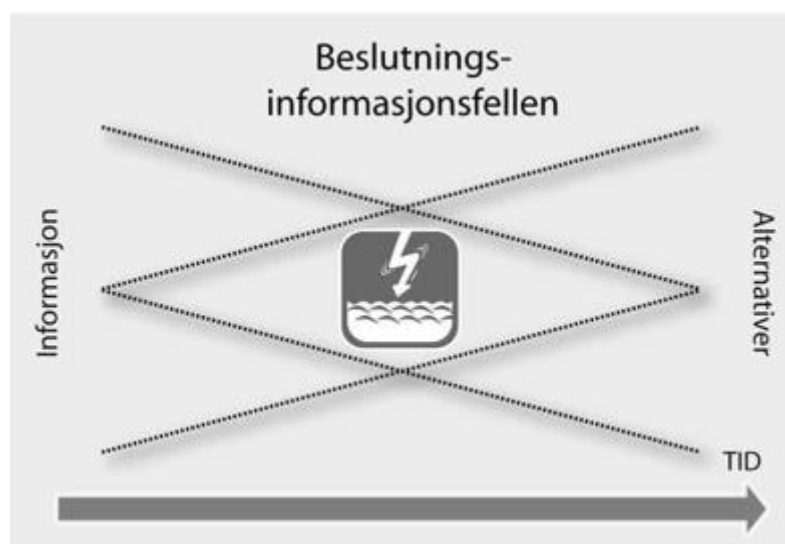 Beslutnings-
informasjonsfellen
Informasjon
Alternativer
TID